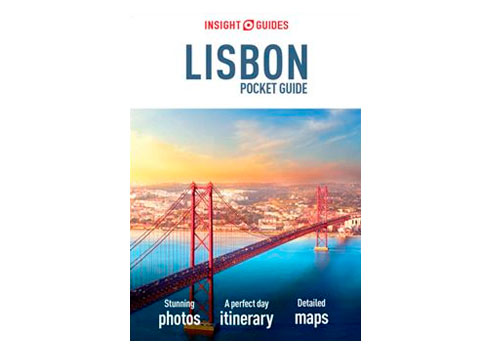 INSIGHT GUIDES
LISBON
POCKET GUIDE
Stunning
photos
A perfect day
itinerary
Detailed
maps